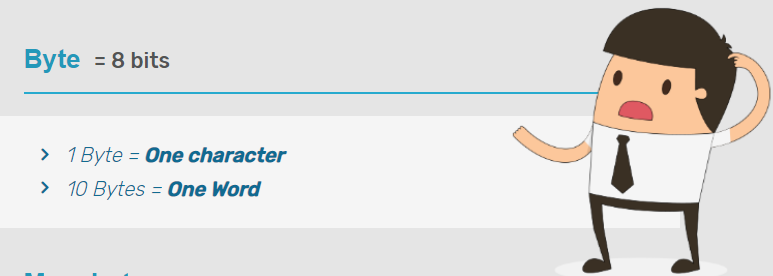 Byte = 8 bits
1 Byte = One character
10 Bytes = One Word